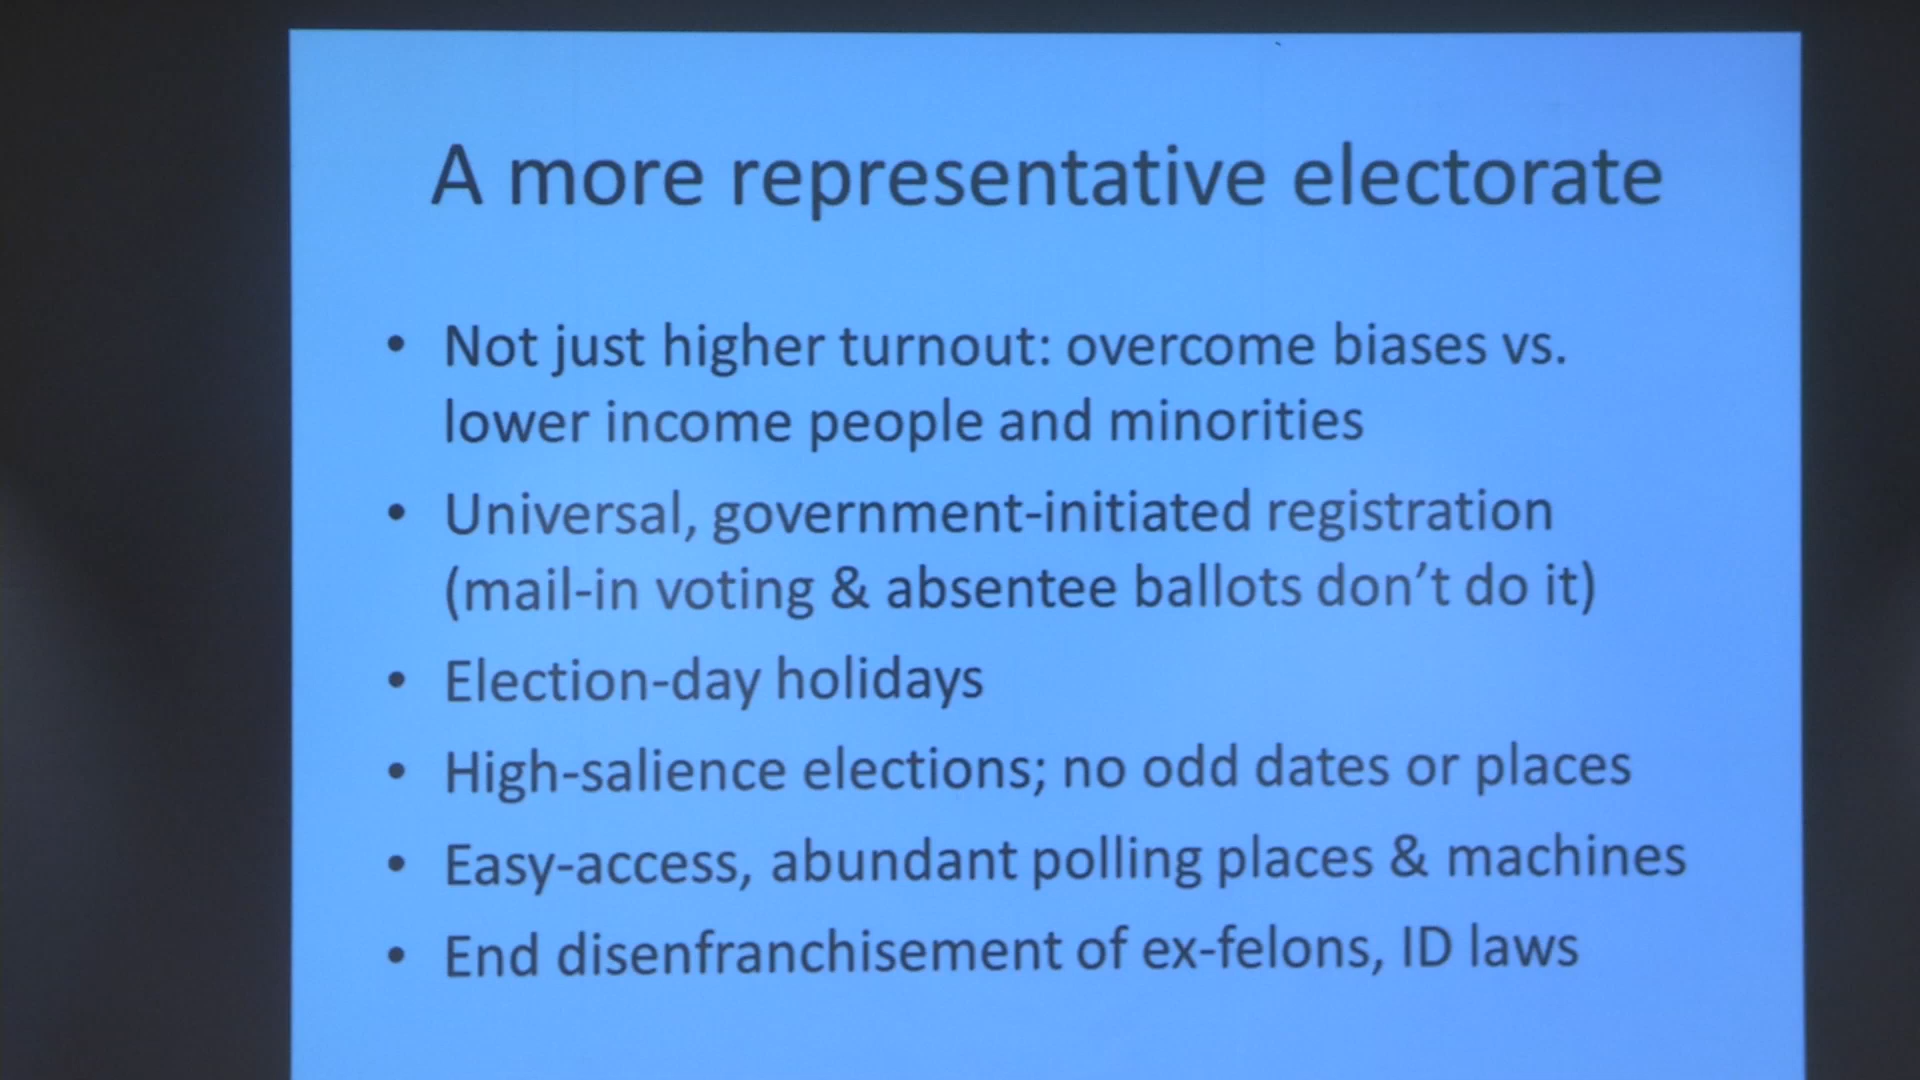 A more representative electorate
• Not just higher turnout: overcome biases vs.
lower income people and minorities
• Universal, government-initiated registration
(mail-in voting & absentee ballots don't do it)
• Election-day holidays
• High-salience elections; no odd dates or places
• Easy-access, abundant polling places & machines
• End disenfranchisement of ex-felons, ID laws